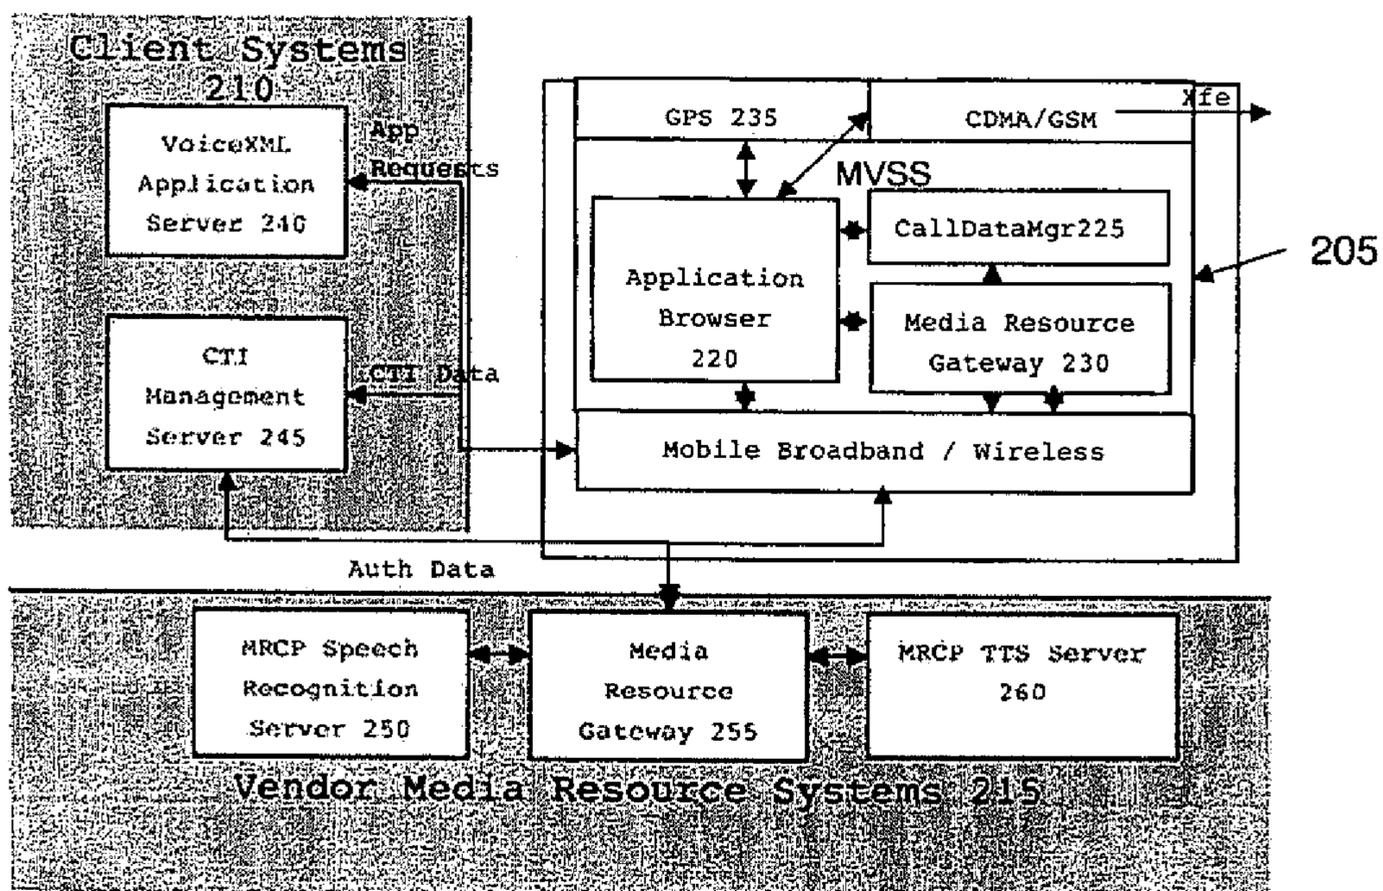 Client Systems
210
VoiceXML
Application
Server 240
App
Requests
CTI
Management
Server 245
CTI Data
GPS 235
CDMA/GSM
Xfe
MVSS
Application
Browser
220
CallDataMgr225
Media Resource
Gateway 230
Mobile Broadband / Wireless
205
Auth Data
MRCP Speech
Recognition
Server 250
Media
Resource
Gateway 255
MRCP TTS Server
260
Vendor Media Resource Systems 215